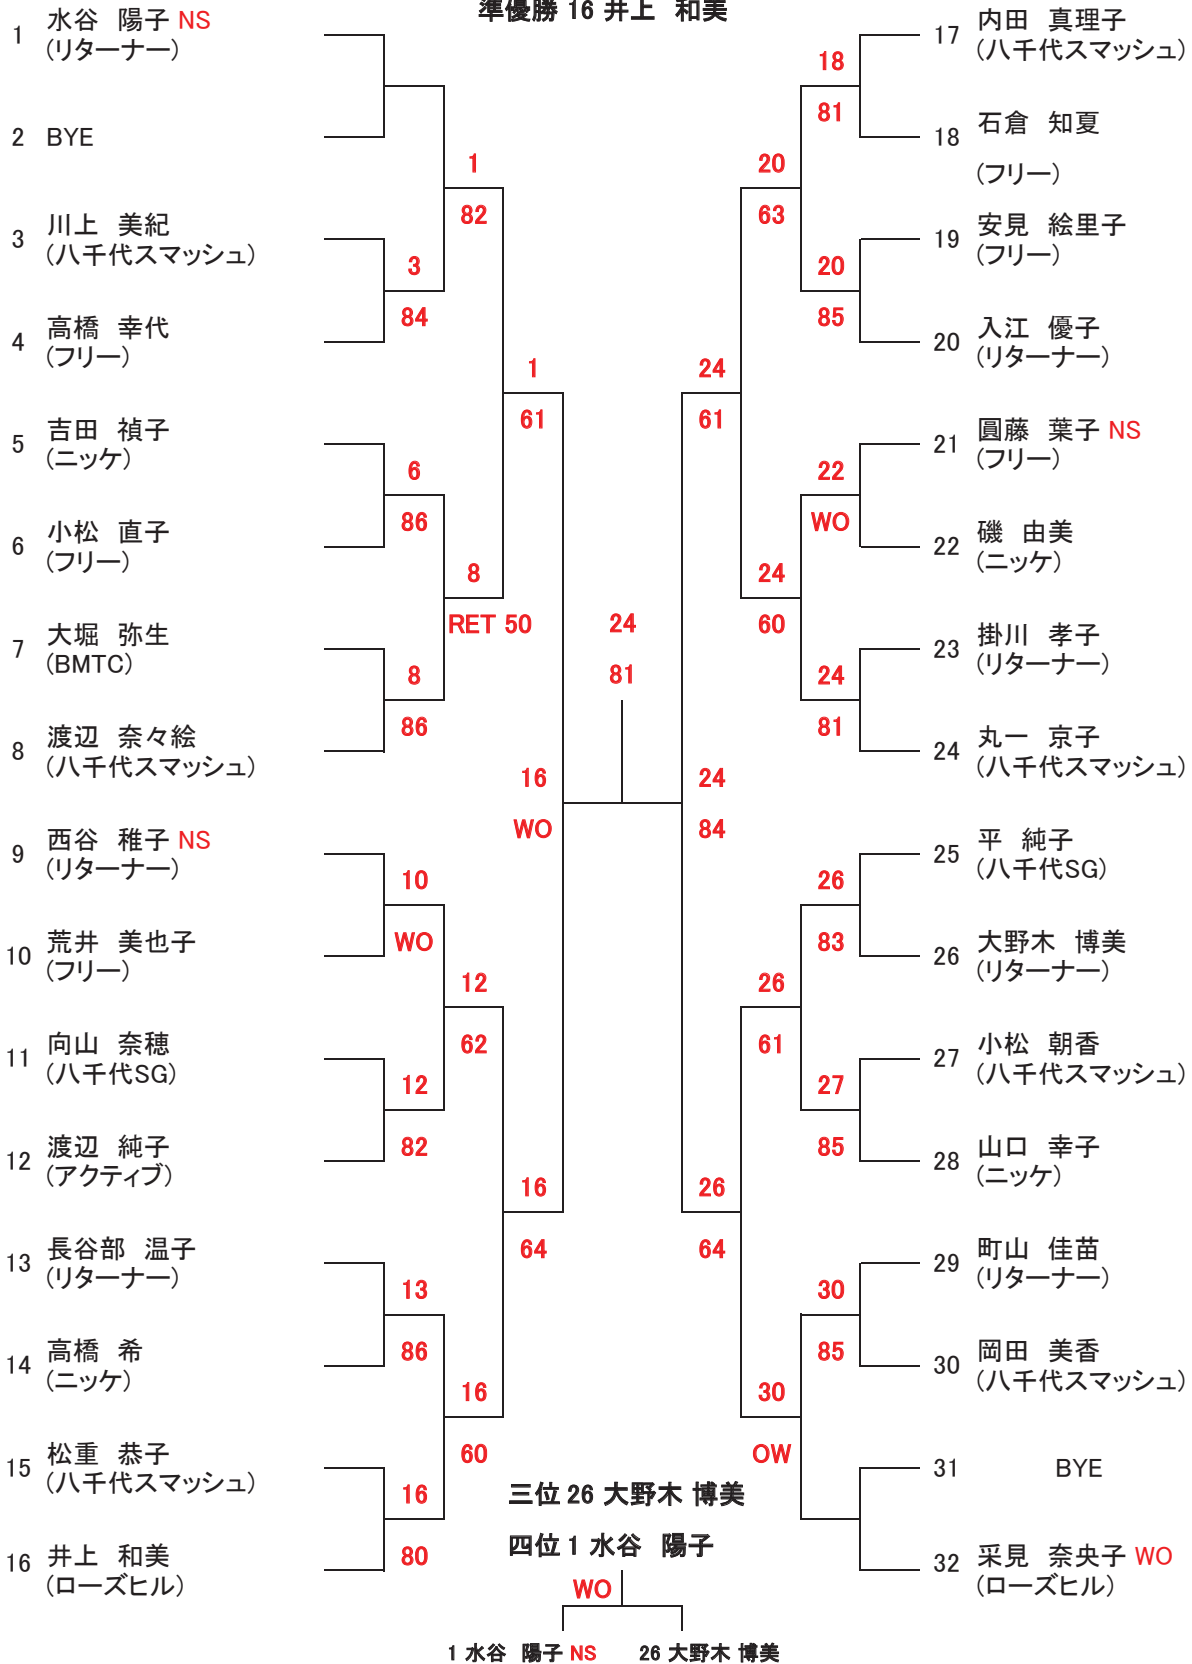 準優勝 16 井上 和美
1 水谷 陽子 NS
(リターナー)
2 BYE
1
82
3 川上 美紀
(八千代スマッシュ)
3
84
4 高橋 幸代
(フリー)
1
61
5 吉田 禎子
(ニッケ)
6
86
6 小松 直子
(フリー)
8
RET 50
7 大堀 弥生
(BMTC)
8
86
8 渡辺 奈々絵
(八千代スマッシュ)
16
WO
9 西谷 稚子 NS
(リターナー)
10
WO
10 荒井 美也子
(フリー)
12
62
11 向山 奈穂
(八千代SG)
12
82
12 渡辺 純子
(アクティブ)
16
64
13 長谷部 温子
(リターナー)
13
86
14 高橋 希
(ニッケ)
16
60
15 松重 恭子
(八千代スマッシュ)
16
80
16 井上 和美
(ローズヒル)
24
81
17 内田 真理子
(八千代スマッシュ)
18
81
18 石倉 知夏
(フリー)
20
63
19 安見 絵里子
(フリー)
20
85
20 入江 優子
(リターナー)
24
61
21 圓藤 葉子 NS
(フリー)
22
WO
22 磯 由美
(ニッケ)
24
60
23 掛川 孝子
(リターナー)
24
81
24 丸一 京子
(八千代スマッシュ)
24
84
25 平 純子
(八千代SG)
26
83
26 大野木 博美
(リターナー)
26
61
27 小松 朝香
(八千代スマッシュ)
27
85
28 山口 幸子
(ニッケ)
26
64
29 町山 佳苗
(リターナー)
30
85
30 岡田 美香
(八千代スマッシュ)
30
OW
31 BYE
32 采見 奈央子 WO
(ローズヒル)
三位 26 大野木 博美
四位 1 水谷 陽子
WO
1 水谷 陽子 NS 26 大野木 博美